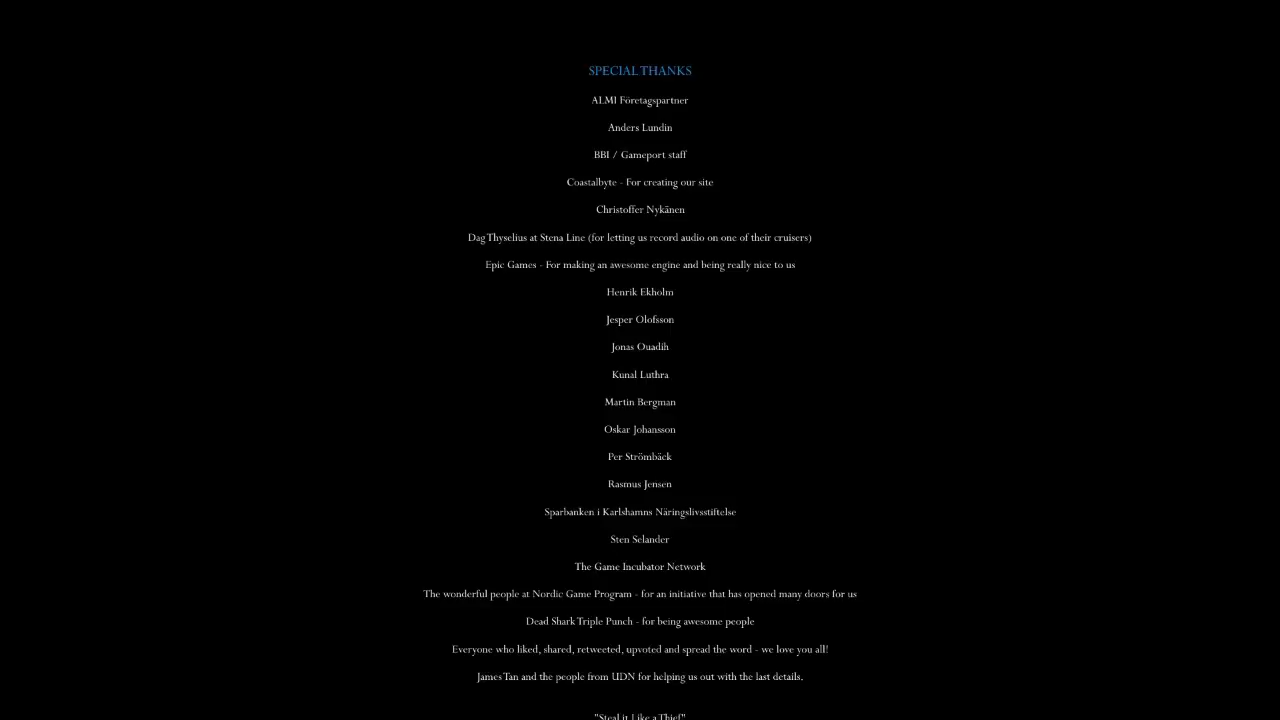 SPECIAL THANKS
ALMI Företagspartner
Anders Lundin
BBI / Gameport staff
Coastalbyte - For creating our site
Christoffer Nykänen
Dag Thyselius at Stena Line (for letting us record audio on one of their cruisers)
Epic Games - For making an awesome engine and being really nice to us
Henrik Ekholm
Jesper Olofsson
Jonas Ouadih
Kunal Luthra
Martin Bergman
Oskar Johansson
Per Strömbäck
Rasmus Jensen
Sparbanken i Karlshamns Näringslivsstiftelse
Sten Selander
The Game Incubator Network
The wonderful people at Nordic Game Program - for an initiative that has opened many doors for us
Dead Shark Triple Punch - for being awesome people
Everyone who liked, shared, retweeted, upvoted and spread the word - we love you all!
James Tan and the people from UDN for helping us out with the last details.
"Steal it Like a Thief"